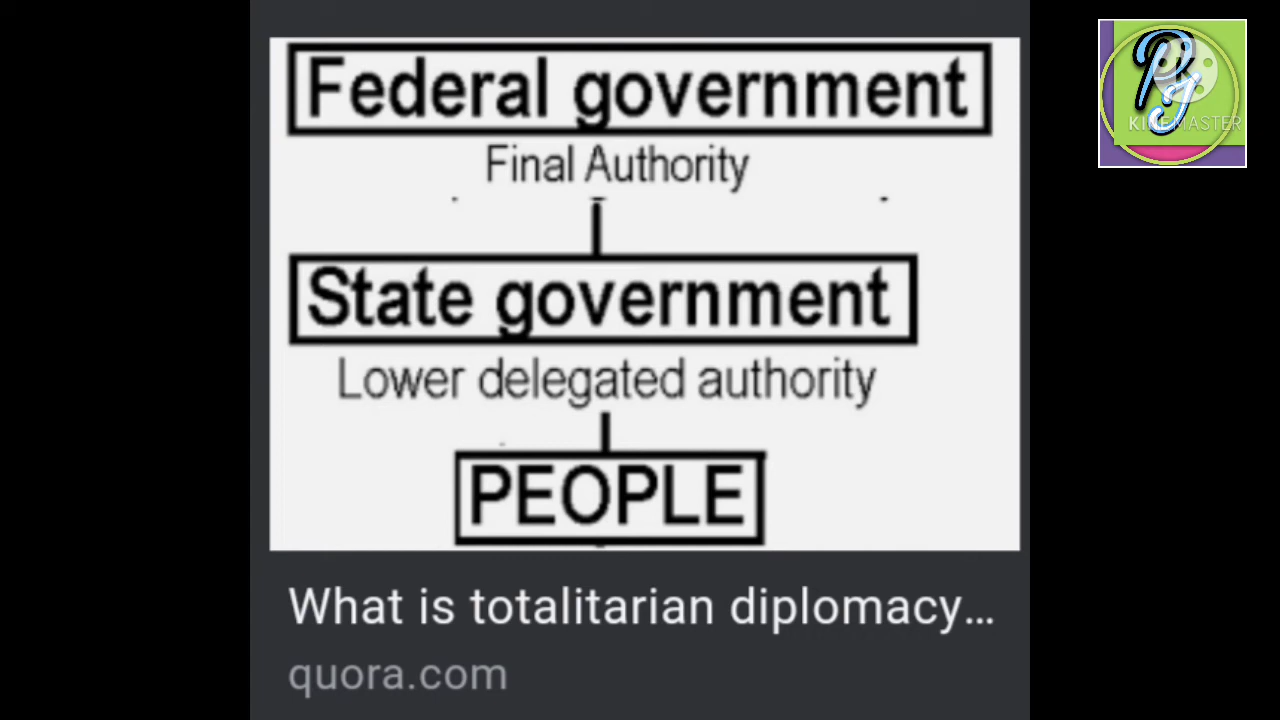 Federal government
Final Authority
State government
Lower delegated authority
PEOPLE
What is totalitarian diplomacy...
quora.com
KINEMASTER